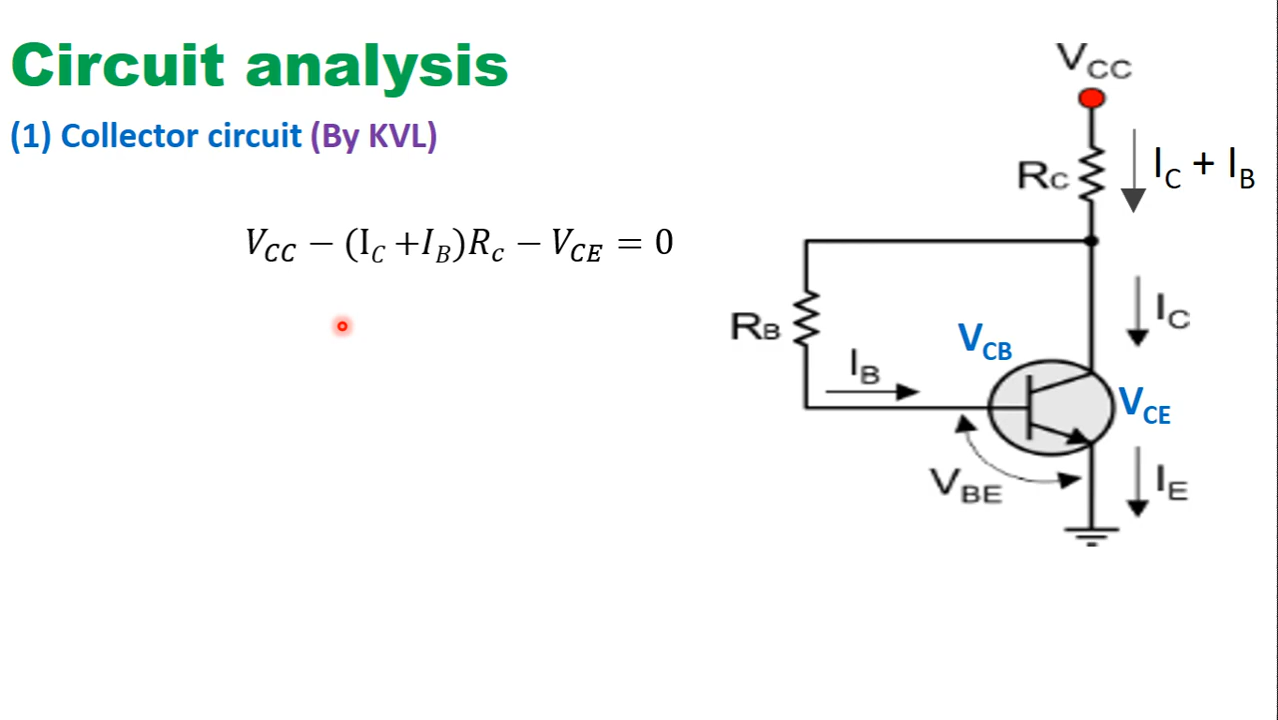 Circuit analysis
(1) Collector circuit (By KVL)
V_CC − (I_C +I_B)R_c − V_CE = 0
V_CC
R_C
I_C + I_B
R_B
I_B
V_CB
I_C
V_CE
V_BE
I_E